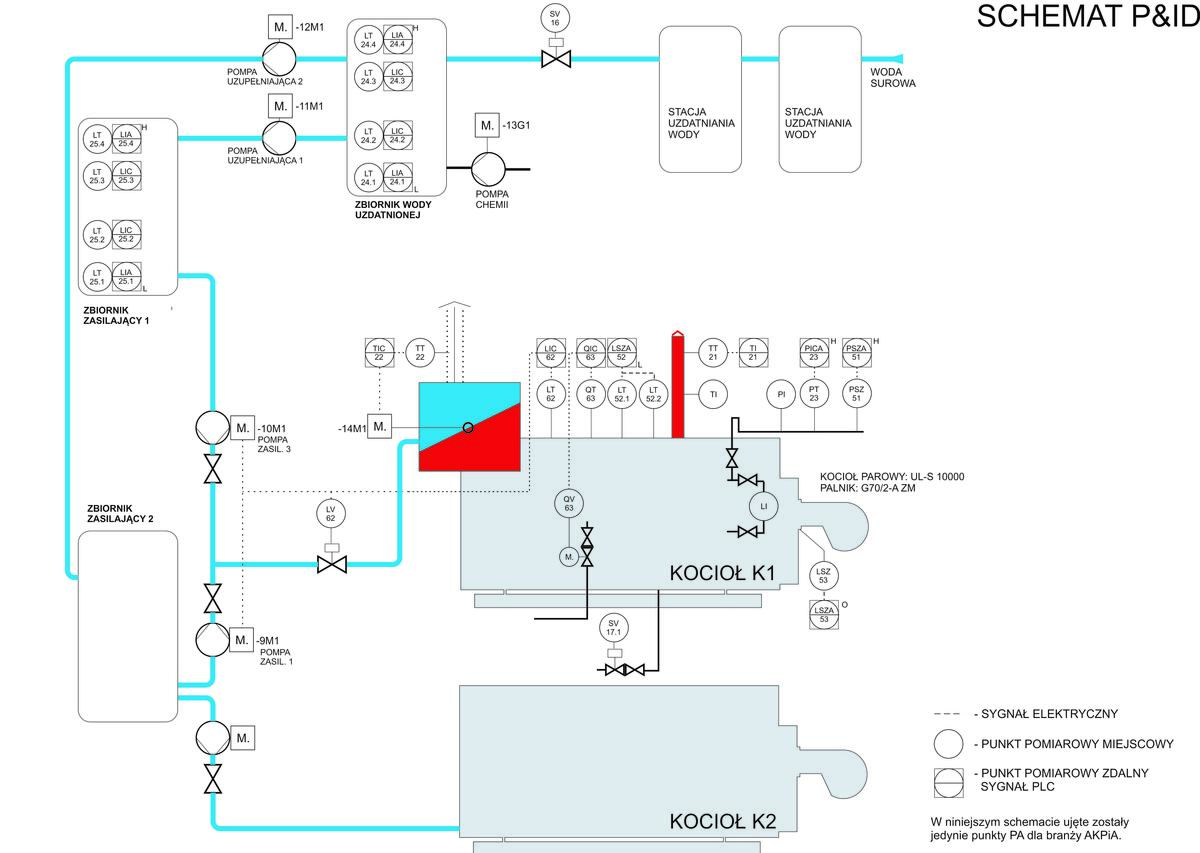 SCHEMAT P&ID
SV
16
M.
-12M1
POMPA
UZUPEŁNIAJĄCA 2
LT
24.4
LIA
24.4
H
LT
24.3
LIC
24.3
LT
24.2
LIC
24.2
LT
24.1
LIA
24.1
L
ZBIORNIK WODY
UZDATNIONEJ
STACJA
UZDATNIANIA
WODY
STACJA
UZDATNIANIA
WODY
WODA
SUROWA
M.
-11M1
POMPA
UZUPEŁNIAJĄCA 1
M.
-13G1
POMPA
CHEMII
LT
25.4
LIA
25.4
H
LT
25.3
LIC
25.3
LT
25.2
LIC
25.2
LT
25.1
LIA
25.1
L
ZBIORNIK
ZASILAJĄCY 1
TIC
22
TT
22
LIC
62
QIC
63
LSZA
52
L
TT
21
TI
21
PICA
23
H
PSZA
51
H
LT
62
QT
63
LT
52.1
LT
52.2
TI
PI
PT
23
PSZ
51
-14M1
M.
M.
-10M1
POMPA
ZASIL. 3
KOCIOŁ PAROWY: UL-S 10000
PALNIK: G70/2-A ZM
LV
62
QV
63
LI
M.
KOCIOŁ K1
LSZ
53
LSZA
53
O
ZBIORNIK
ZASILAJĄCY 2
M.
-9M1
POMPA
ZASIL. 1
SV
17.1
M.
KOCIOŁ K2
- SYGNAŁ ELEKTRYCZNY
- PUNKT POMIAROWY MIEJSCOWY
- PUNKT POMIAROWY ZDALNY
SYGNAŁ PLC
W niniejszym schemacie ujęte zostały
jedynie punkty PA dla branży AKPiA.